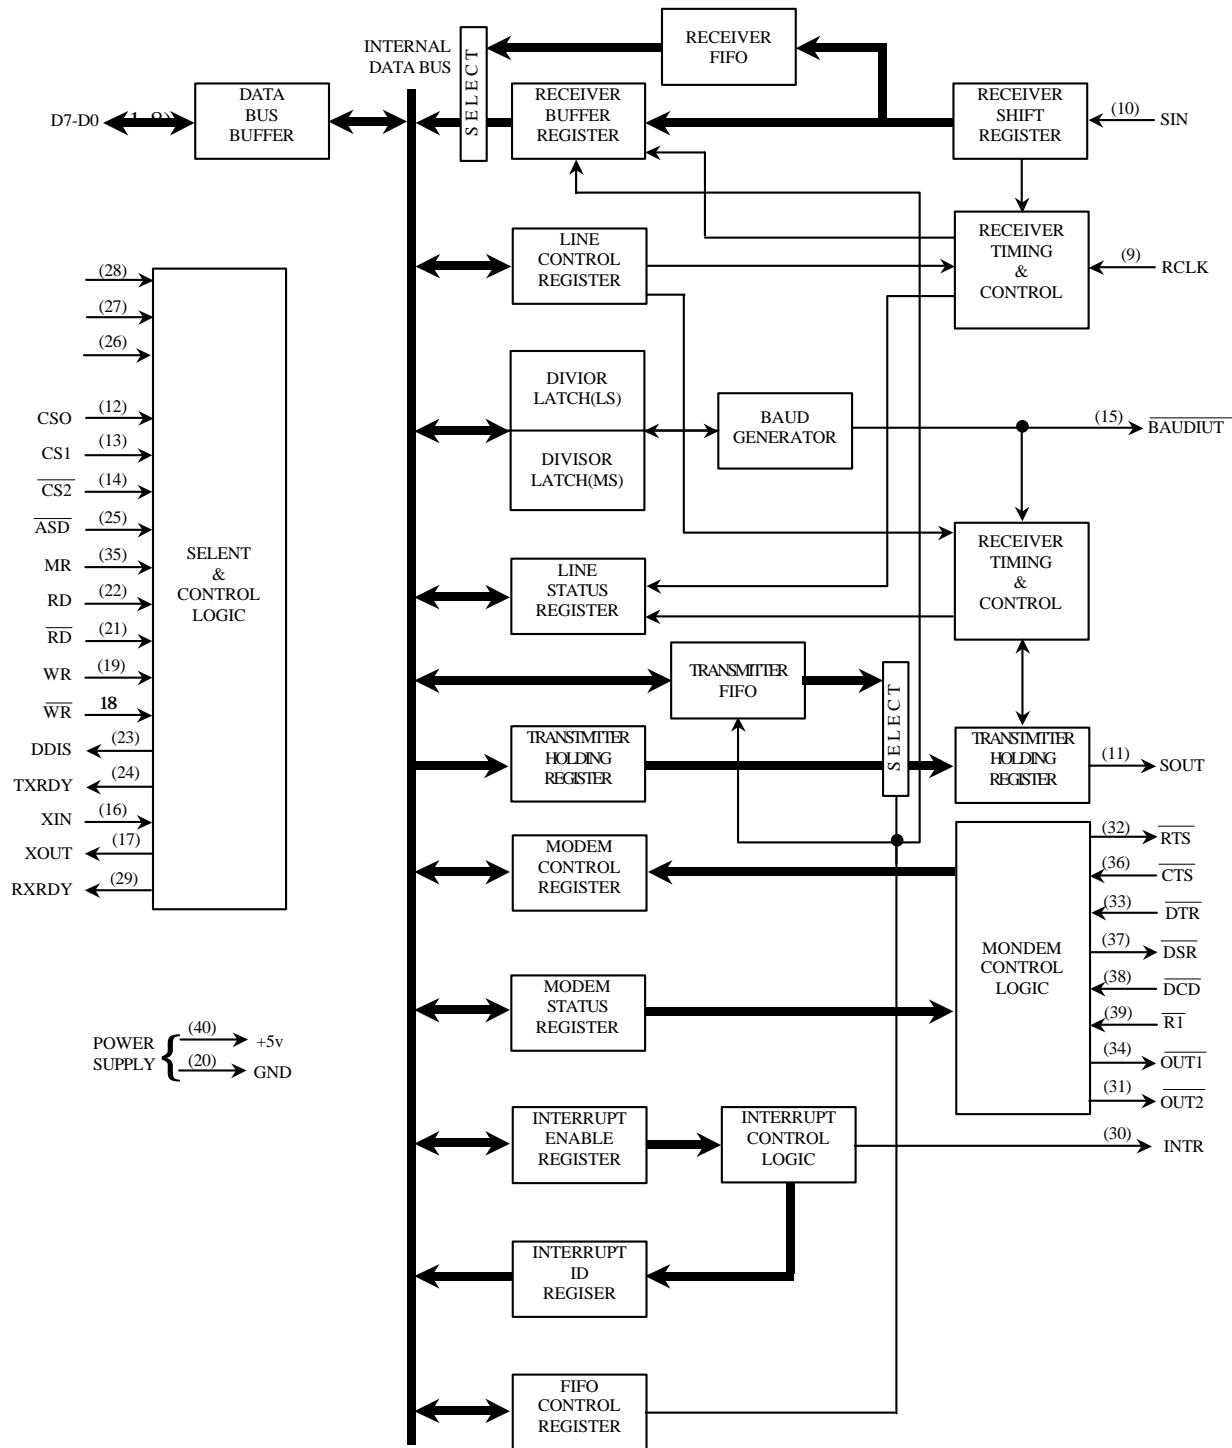 INTERNAL
DATA BUS
SELECT
RECEIVER
FIFO
D7-D0
DATA
BUS
BUFFER
RECEIVER
BUFFER
REGISTER
RECEIVER
SHIFT
REGISTER
(10)
SIN
LINE
CONTROL
REGISTER
RECEIVER
TIMING
&
CONTROL
(9)
RCLK
(28)
(27)
(26)
CSO
(12)
CS1
(13)
CS2
(14)
ASD
(25)
MR
(35)
RD
(22)
RD
(21)
WR
(19)
WR
18
DDIS
(23)
TXRDY
(24)
XIN
(16)
XOUT
(17)
RXRDY
(29)
SELENT
&
CONTROL
LOGIC
DIVIOR
LATCH(LS)
DIVISOR
LATCH(MS)
BAUD
GENERATOR
(15)
BAUDIUT
RECEIVER
TIMING
&
CONTROL
LINE
STATUS
REGISTER
TRANSMITTER
FIFO
SELECT
TRANSTMTTER
HOLDING
REGISTER
TRANSTMTTER
HOLDING
REGISTER
(11)
SOUT
MODEM
CONTROL
REGISTER
MONDEM
CONTROL
LOGIC
(32)
RTS
(36)
CTS
(33)
DTR
(37)
DSR
(38)
DCD
(39)
R1
(34)
OUT1
(31)
OUT2
MODEM
STATUS
REGISTER
POWER
SUPPLY
{
(40)
+5v
(20)
GND
INTERRUPT
ENABLE
REGISTER
INTERRUPT
CONTROL
LOGIC
(30)
INTR
INTERRUPT
ID
REGISER
FIFO
CONTROL
REGISTER